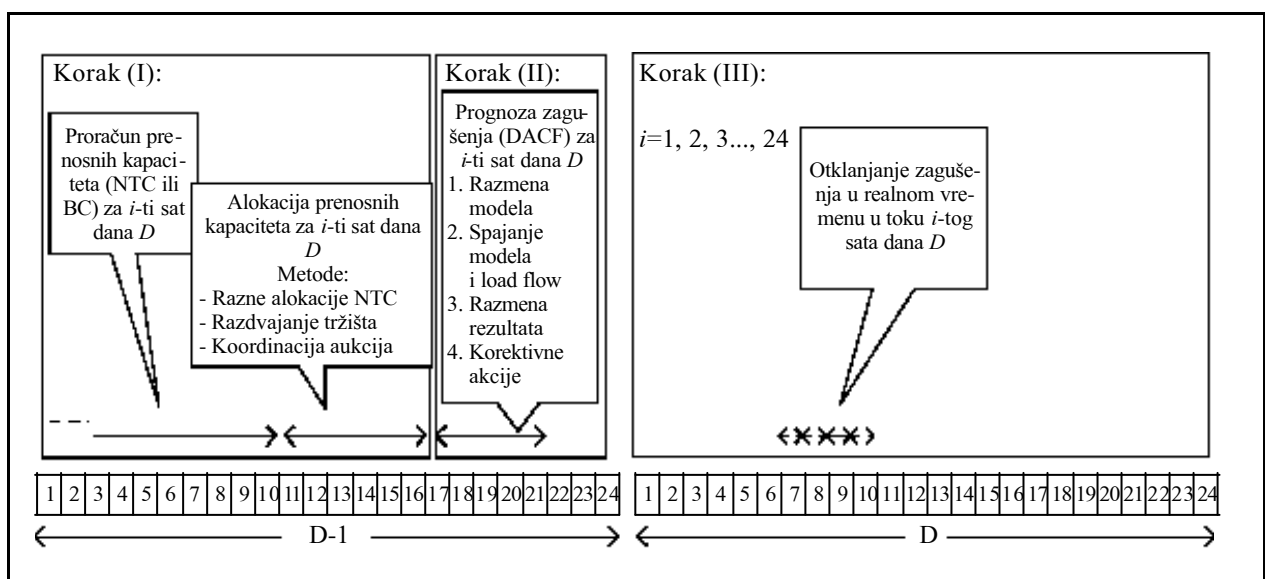 Korak (I):
Proračun pre-
nosnih kapaci-
teta (NTC ili
BC) za i-ti sat
dana D
Alokacija prenosnih
kapaciteta za i-ti sat dana
D
Metode:
- Razne alokacije NTC
- Razdvajanje tržišta
- Koordinacija aukcija
Korak (II):
Prognoza zagu-
šenja (DACF) za
i-ti sat dana D
1. Razmena
modela
2. Spajanje
modela
i load flow
3. Razmena
rezultata
4. Korektivne
akcije
Korak (III):
i=1, 2, 3..., 24
Otklanjanje zaguše-
nja u realnom vre-
menu u toku i-tog
sata dana D
1 2 3 4 5 6 7 8 9 10 11 12 13 14 15 16 17 18 19 20 21 22 23 24
1 2 3 4 5 6 7 8 9 10 11 12 13 14 15 16 17 18 19 20 21 22 23 24
D-1
D